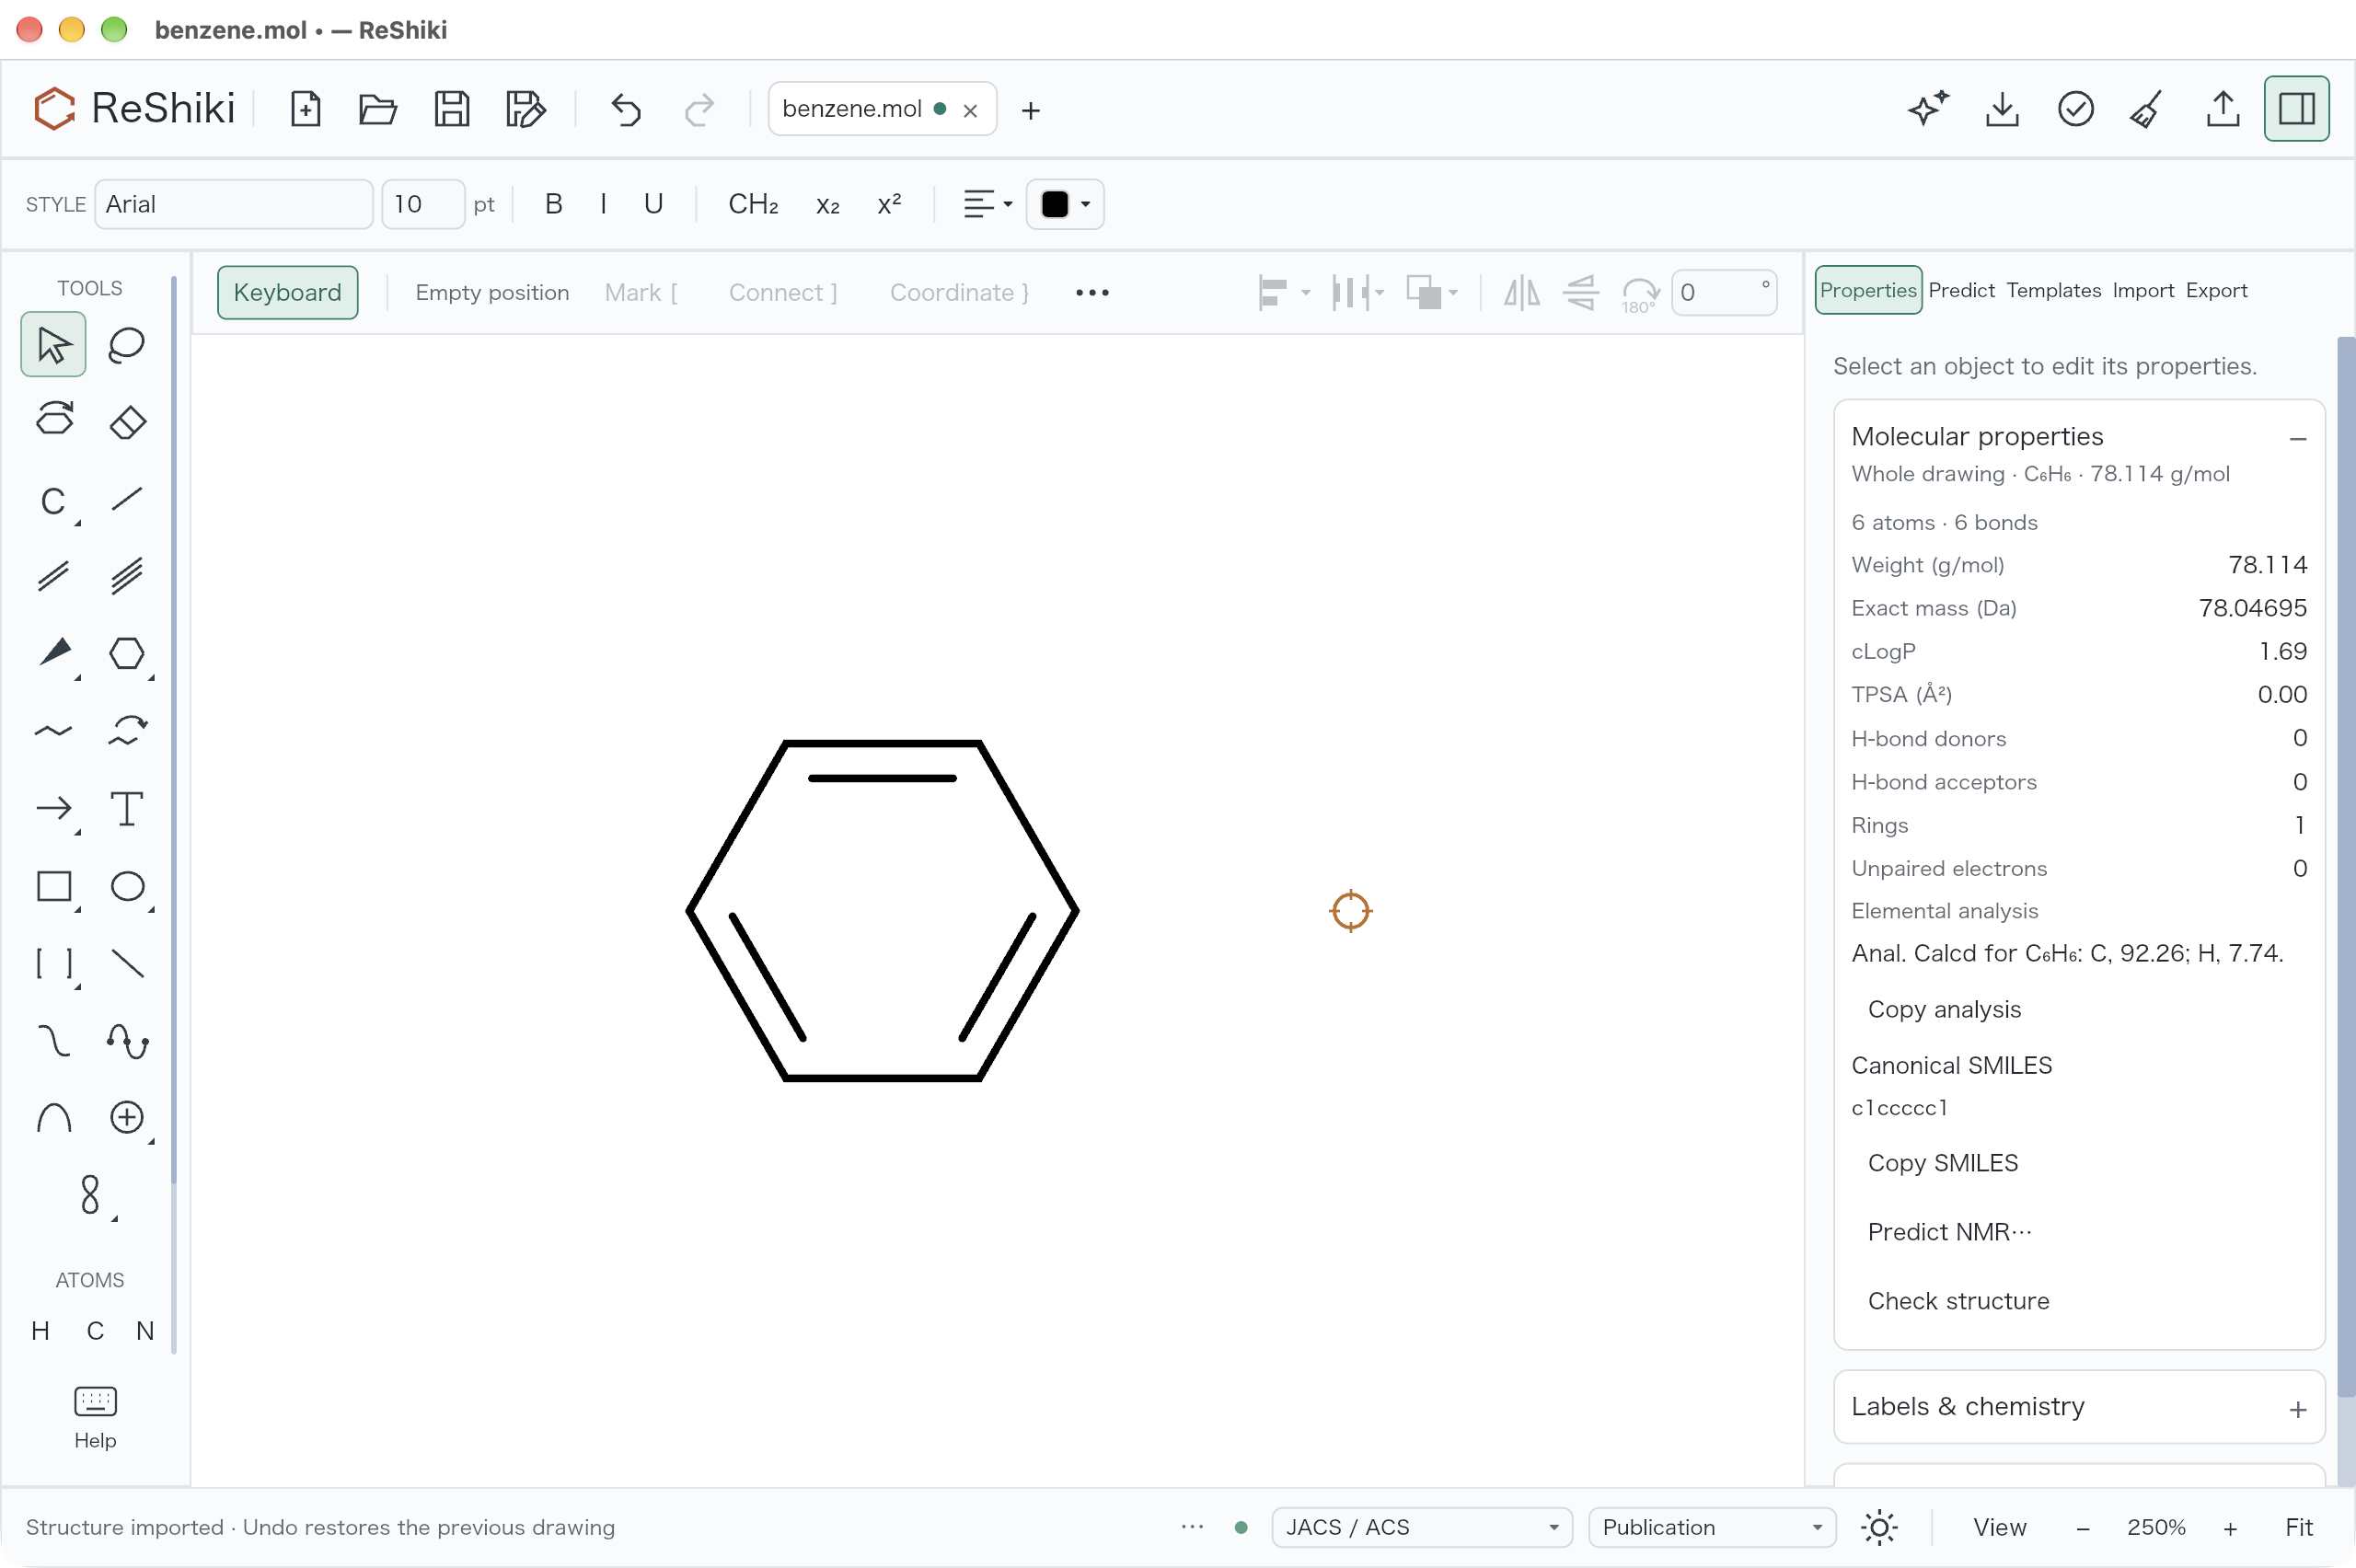 benzene.mol • — ReShiki
ReShiki
benzene.mol ● × +
STYLE Arial 10 pt B I U CH₂ x₂ x²
TOOLS
Keyboard Empty position Mark [ Connect ] Coordinate } ••• 180° 0 °
Properties Predict Templates Import Export
Select an object to edit its properties.
Molecular properties −
Whole drawing · C₆H₆ · 78.114 g/mol
6 atoms · 6 bonds
Weight (g/mol) 78.114
Exact mass (Da) 78.04695
cLogP 1.69
TPSA (Å²) 0.00
H-bond donors 0
H-bond acceptors 0
Rings 1
Unpaired electrons 0
Elemental analysis
Anal. Calcd for C₆H₆: C, 92.26; H, 7.74.
Copy analysis
Canonical SMILES
c1ccccc1
Copy SMILES
Predict NMR⋯
Check structure
Labels & chemistry +
C
T
[ ]
ATOMS
H C N
Help
Structure imported · Undo restores the previous drawing
⋯ ● JACS / ACS Publication View − 250% + Fit